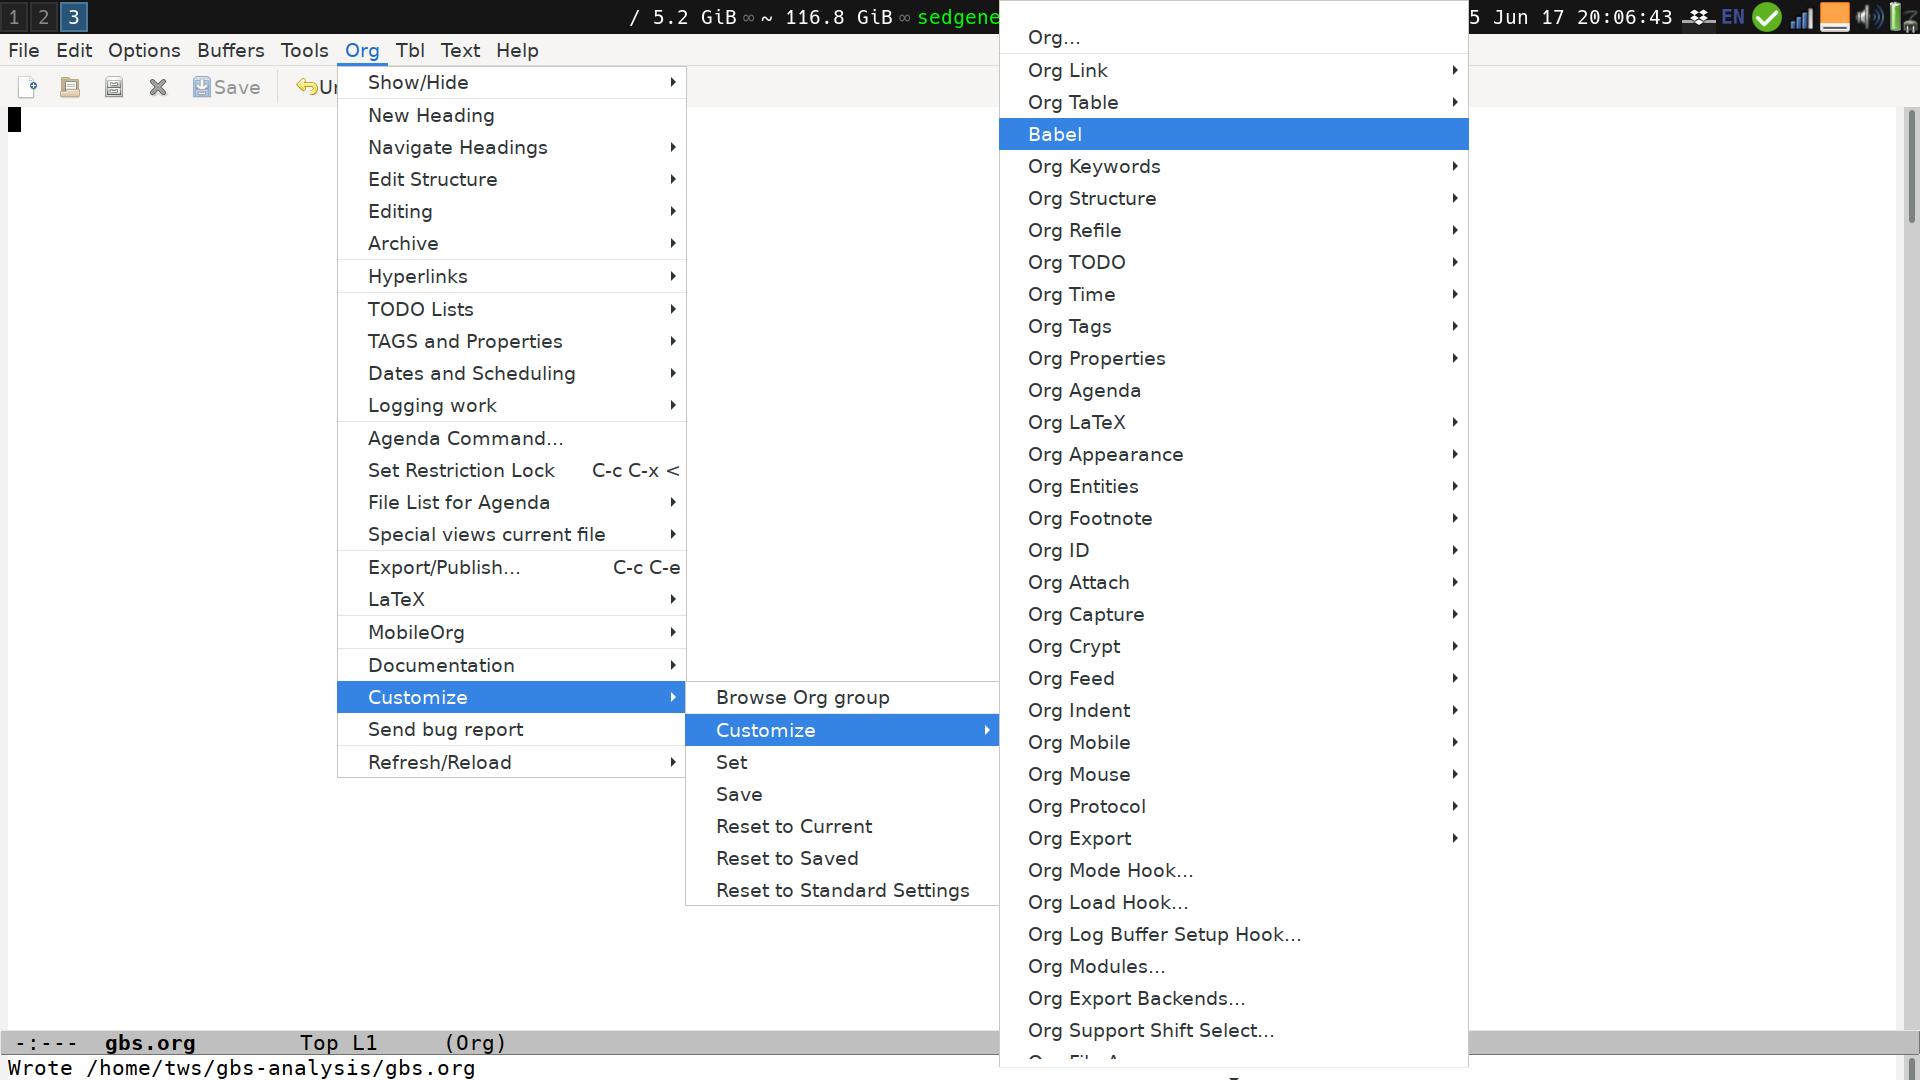 1 2 3 / 5.2 GiB ∞ ~ 116.8 GiB ∞ sedgene 5 Jun 17 20:06:43 EN
File Edit Options Buffers Tools Org Tbl Text Help
Save
Show/Hide
New Heading
Navigate Headings
Edit Structure
Editing
Archive
Hyperlinks
TODO Lists
TAGS and Properties
Dates and Scheduling
Logging work
Agenda Command...
Set Restriction Lock C-c C-x <
File List for Agenda
Special views current file
Export/Publish... C-c C-e
LaTeX
MobileOrg
Documentation
Customize
Send bug report
Refresh/Reload
Browse Org group
Customize
Set
Save
Reset to Current
Reset to Saved
Reset to Standard Settings
Org...
Org Link
Org Table
Babel
Org Keywords
Org Structure
Org Refile
Org TODO
Org Time
Org Tags
Org Properties
Org Agenda
Org LaTeX
Org Appearance
Org Entities
Org Footnote
Org ID
Org Attach
Org Capture
Org Crypt
Org Feed
Org Indent
Org Mobile
Org Mouse
Org Protocol
Org Export
Org Mode Hook...
Org Load Hook...
Org Log Buffer Setup Hook...
Org Modules...
Org Export Backends...
Org Support Shift Select...
-:--- gbs.org Top L1 (Org)
Wrote /home/tws/gbs-analysis/gbs.org